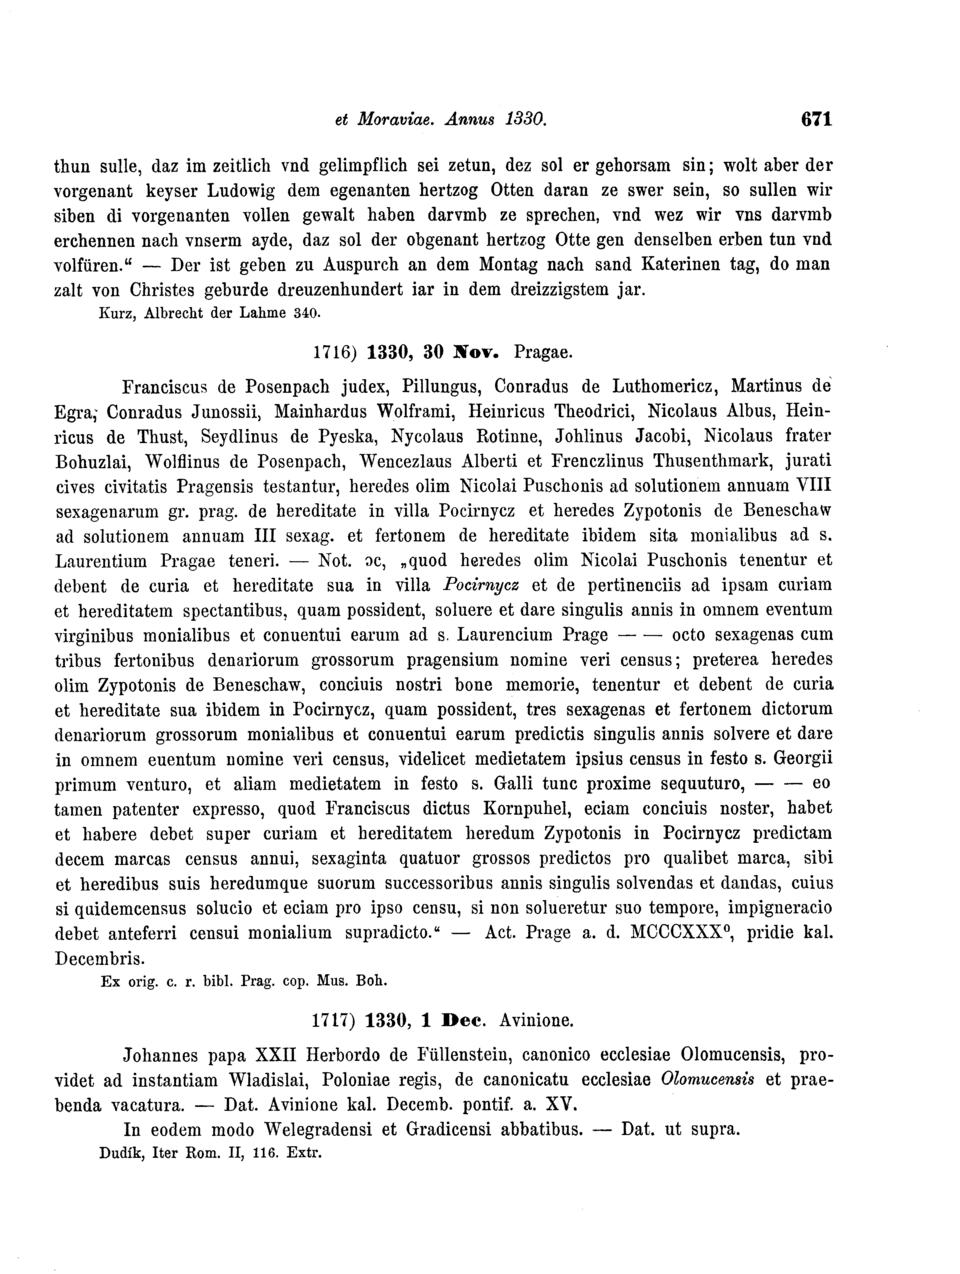 et Moraviae. Annus 1330. 671
thun sulle, daz im zeitlich vnd gelimpflich sei zetun, dez sol er gehorsam sin; wolt aber der
vorgenant keyser Ludowig dem egenanten hertzog Otten daran ze swer sein, so sullen wir
siben di vorgenanten vollen gewalt haben darvmb ze sprechen, vnd wez wir vns darvmb
erchennen nach vnserm ayde, daz sol der obgenant hertzog Otte gen denselben erben tun vnd
volfüren.“ — Der ist geben zu Auspurch an dem Montag nach sand Katerinen tag, do man
zalt von Christes geburde dreuzenhundert iar in dem dreizzigstem jar.
Kurz, Albrecht der Lahme 340.
1716) 1330, 30 Nov. Pragae.
Franciscus de Posenpach judex, Pillungus, Conradus de Luthomericz, Martinus de
Egra, Conradus Junossii, Mainhardus Wolframi, Heinricus Theodrici, Nicolaus Albus, Hein-
ricus de Thust, Seydlinus de Pyeska, Nycolaus Rotinne, Johlinus Jacobi, Nicolaus frater
Bohuzlai, Wolflinus de Posenpach, Wencezlaus Alberti et Frenczlinus Thusenthmark, jurati
cives civitatis Pragensis testantur, heredes olim Nicolai Puschonis ad solutionem annuam VIII
sexagenarum gr. prag. de hereditate in villa Pocirnycz et heredes Zypotonis de Beneschaw
ad solutionem annuam III sexag. et fertonem de hereditate ibidem sita monialibus ad s.
Laurentium Pragae teneri. — Not. ɔc, „quod heredes olim Nicolai Puschonis tenentur et
debent de curia et hereditate sua in villa Pocirnycz et de pertinenciis ad ipsam curiam
et hereditatem spectantibus, quam possident, soluere et dare singulis annis in omnem eventum
virginibus monialibus et conuentui earum ad s. Laurencium Prage — — octo sexagenas cum
tribus fertonibus denariorum grossorum pragensium nomine veri census; preterea heredes
olim Zypotonis de Beneschaw, conciuis nostri bone memorie, tenentur et debent de curia
et hereditate sua ibidem in Pocirnycz, quam possident, tres sexagenas et fertonem dictorum
denariorum grossorum monialibus et conuentui earum predictis singulis annis solvere et dare
in omnem euentum nomine veri census, videlicet medietatem ipsius census in festo s. Georgii
primum venturo, et aliam medietatem in festo s. Galli tunc proxime sequuturo, — — eo
tamen patenter expresso, quod Franciscus dictus Kornpuhel, eciam conciuis noster, habet
et habere debet super curiam et hereditatem heredum Zypotonis in Pocirnycz predictam
decem marcas census annui, sexaginta quatuor grossos predictos pro qualibet marca, sibi
et heredibus suis heredumque suorum successoribus annis singulis solvendas et dandas, cuius
si quidemcensus solucio et eciam pro ipso censu, si non solueretur suo tempore, impigneracio
debet anteferri censui monialium supradicto.“ — Act. Prage a. d. MCCCXXX⁰, pridie kal.
Decembris.
Ex orig. c. r. bibl. Prag. cop. Mus. Boh.
1717) 1330, 1 Dec. Avinione.
Johannes papa XXII Herbordo de Füllenstein, canonico ecclesiae Olomucensis, pro-
videt ad instantiam Wladislai, Poloniae regis, de canonicatu ecclesiae Olomucensis et prae-
benda vacatura. — Dat. Avinione kal. Decemb. pontif. a. XV.
In eodem modo Welegradensi et Gradicensi abbatibus. — Dat. ut supra.
Dudík, Iter Rom. II, 116. Extr.